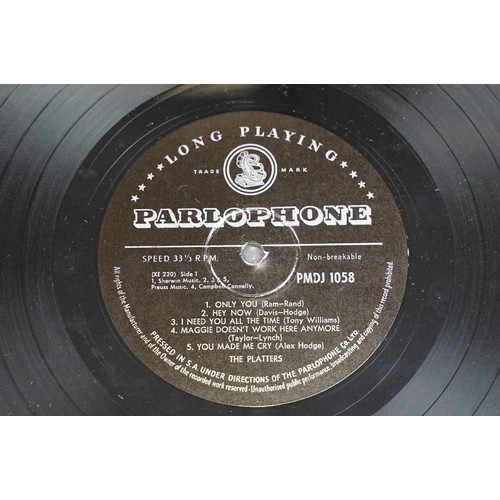 ★★★★★ LONG PLAYING ★★★★★
TRADE MARK
PARLOPHONE
SPEED 33⅓ R.P.M. Non-breakable
(XE 220) Side 1
1, Sherwin Music. 2, 3 & 5,
Preuss Music. 4, Campbell Connelly.
PMDJ 1058
1. ONLY YOU (Ram—Rand)
2. HEY NOW (Davis—Hodge)
3. I NEED YOU ALL THE TIME (Tony Williams)
4. MAGGIE DOESN'T WORK HERE ANYMORE
(Taylor—Lynch)
5. YOU MADE ME CRY (Alex Hodge)
THE PLATTERS
PRESSED IN S.A. UNDER DIRECTIONS OF THE PARLOPHONE Co. LTD.
All rights of the Manufacturer and of the Owner of the recorded work reserved—Unauthorised public performance, broadcasting and copying of this record prohibited.